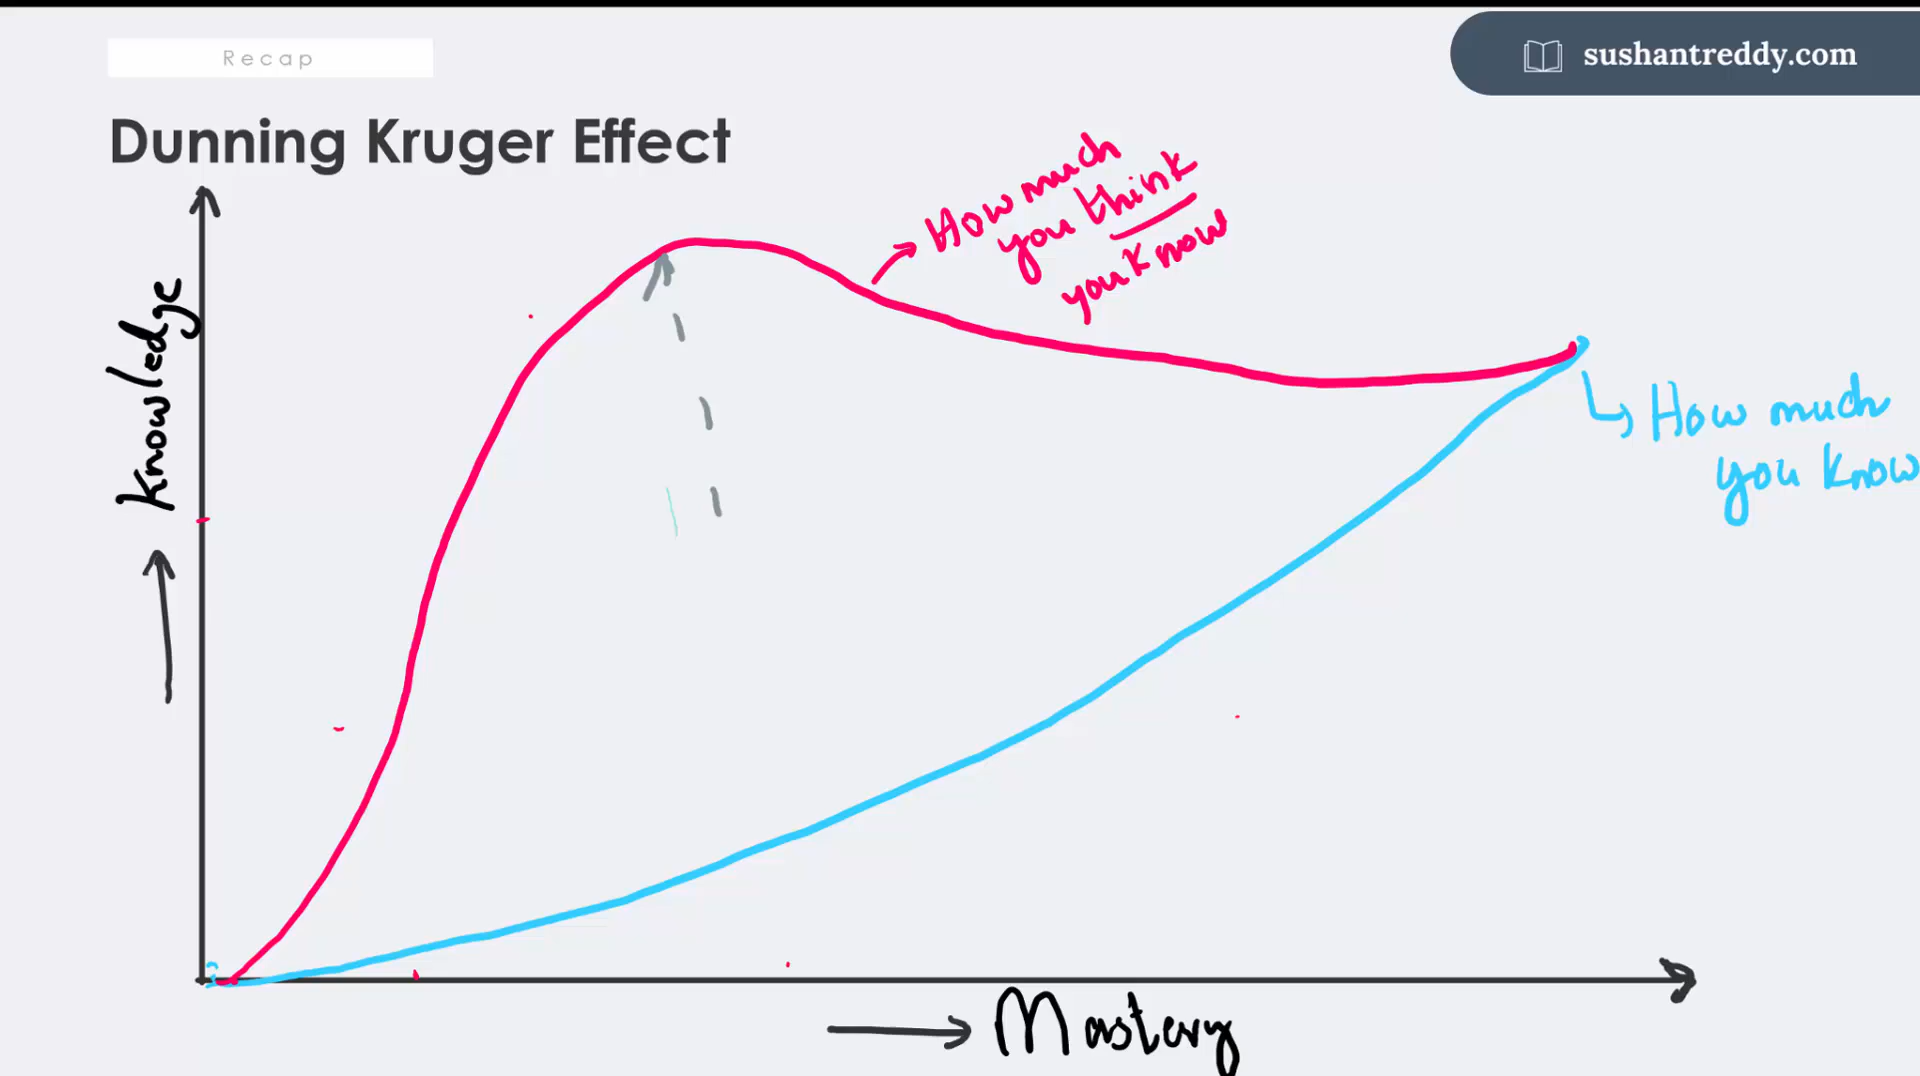 Recap
sushantreddy.com
Dunning Kruger Effect
How much
you think
you know
Knowledge
How much
you know
Mastery